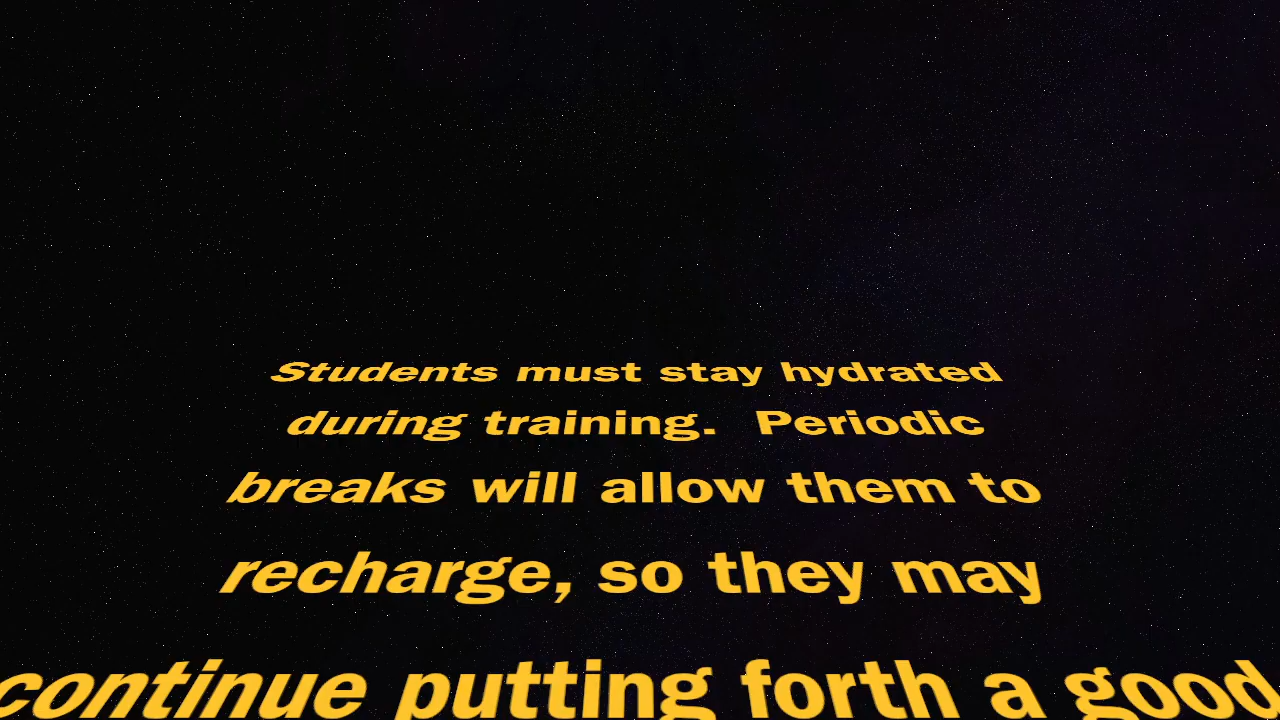 Students must stay hydrated
during training.  Periodic
breaks will allow them to
recharge, so they may
continue putting forth a good